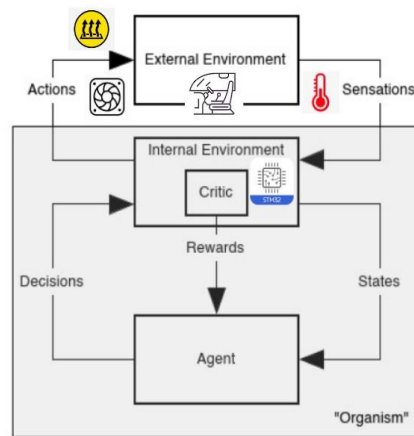 External Environment
Actions
Sensations
Internal Environment
Critic
STM32
Rewards
Decisions
States
Agent
"Organism"